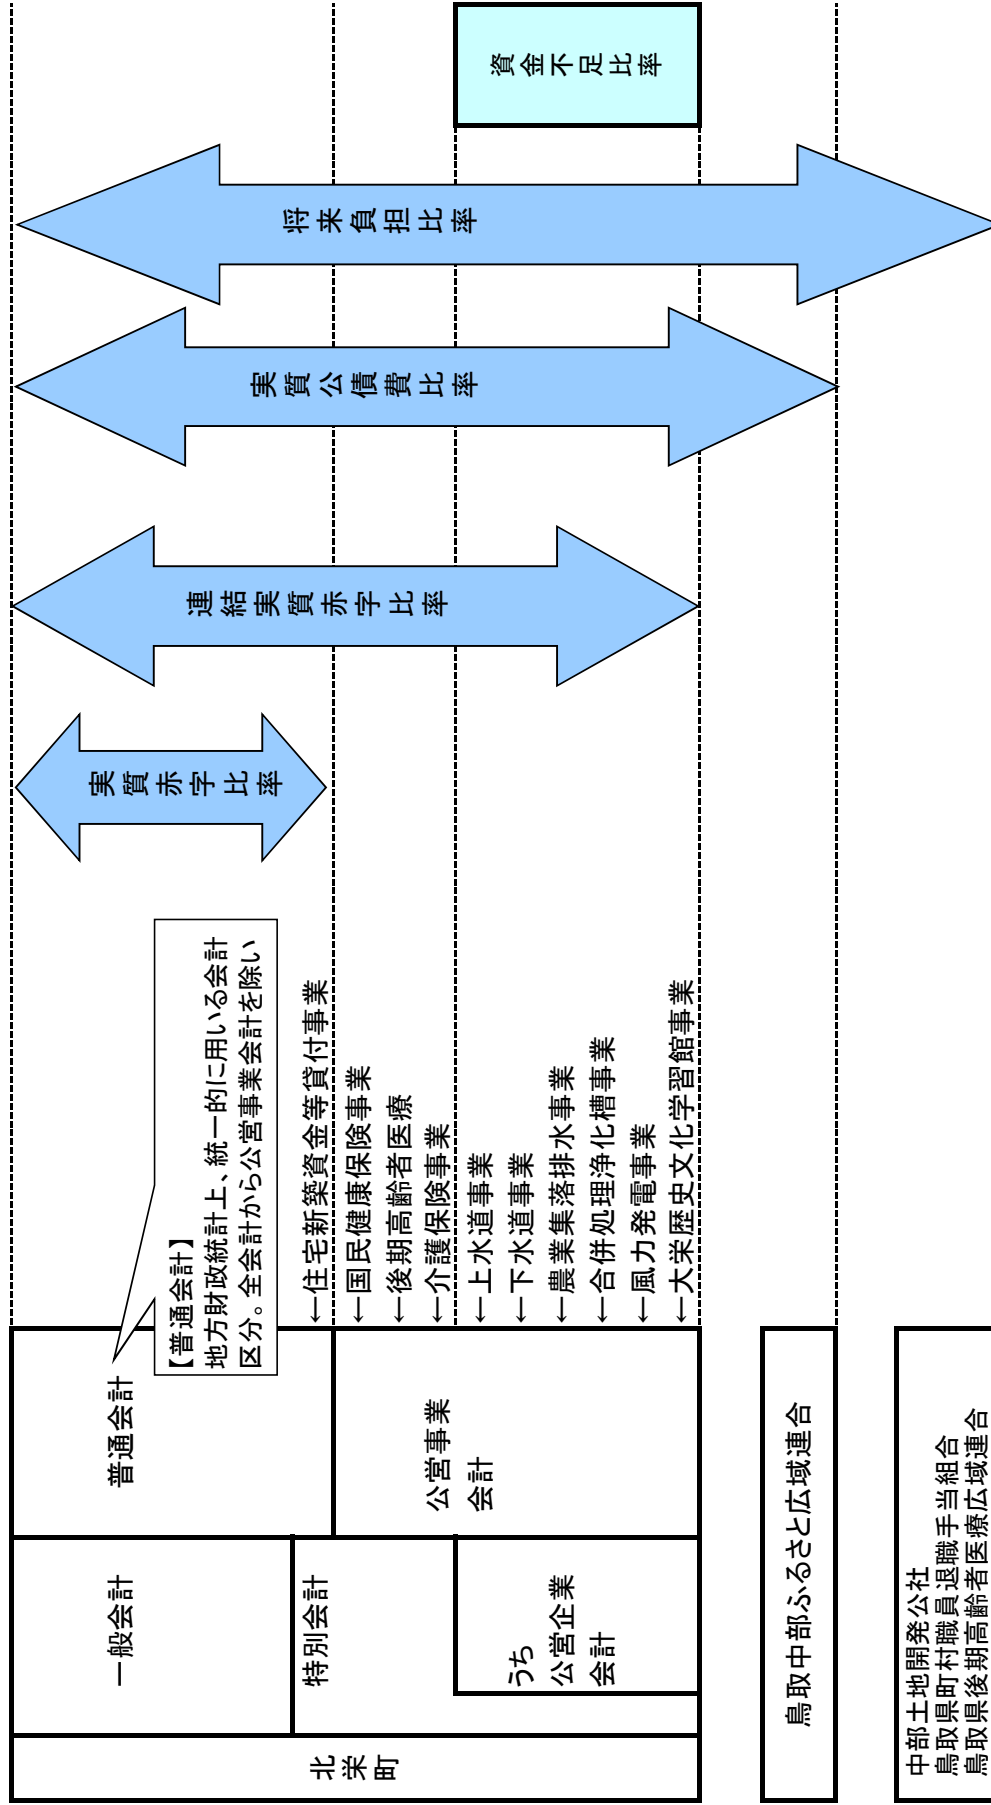 北栄町
一般会計
特別会計
うち
公営企業
会計
普通会計
公営事業
会計
【普通会計】
地方財政統計上、統一的に用いる会計
区分。全会計から公営事業会計を除い
←住宅新築資金等貸付事業
←国民健康保険事業
←後期高齢者医療
←介護保険事業
←上水道事業
←下水道事業
←農業集落排水事業
←合併処理浄化槽事業
←風力発電事業
←大栄歴史文化学習館事業
実質赤字比率
連結実質赤字比率
実質公債費比率
将来負担比率
資金不足比率
鳥取中部ふるさと広域連合
中部土地開発公社
鳥取県町村職員退職手当組合
鳥取県後期高齢者医療広域連合